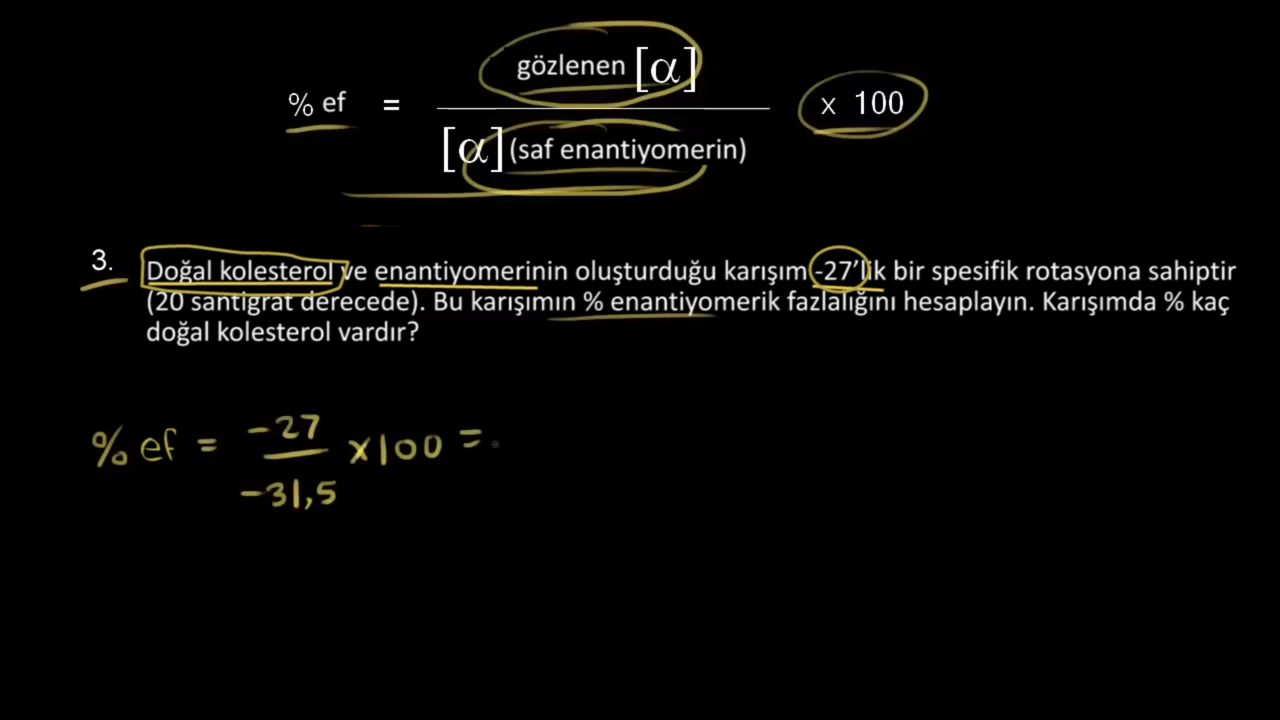 % ef = gözlenen [α] x 100
[α] (saf enantiyomerin)
3. Doğal kolesterol ve enantiyomerinin oluşturduğu karışım -27'lik bir spesifik rotasyona sahiptir
(20 santigrat derecede). Bu karışımın % enantiyomerik fazlalığını hesaplayın. Karışımda % kaç
doğal kolesterol vardır?
% ef = -27 x 100 =
-31,5